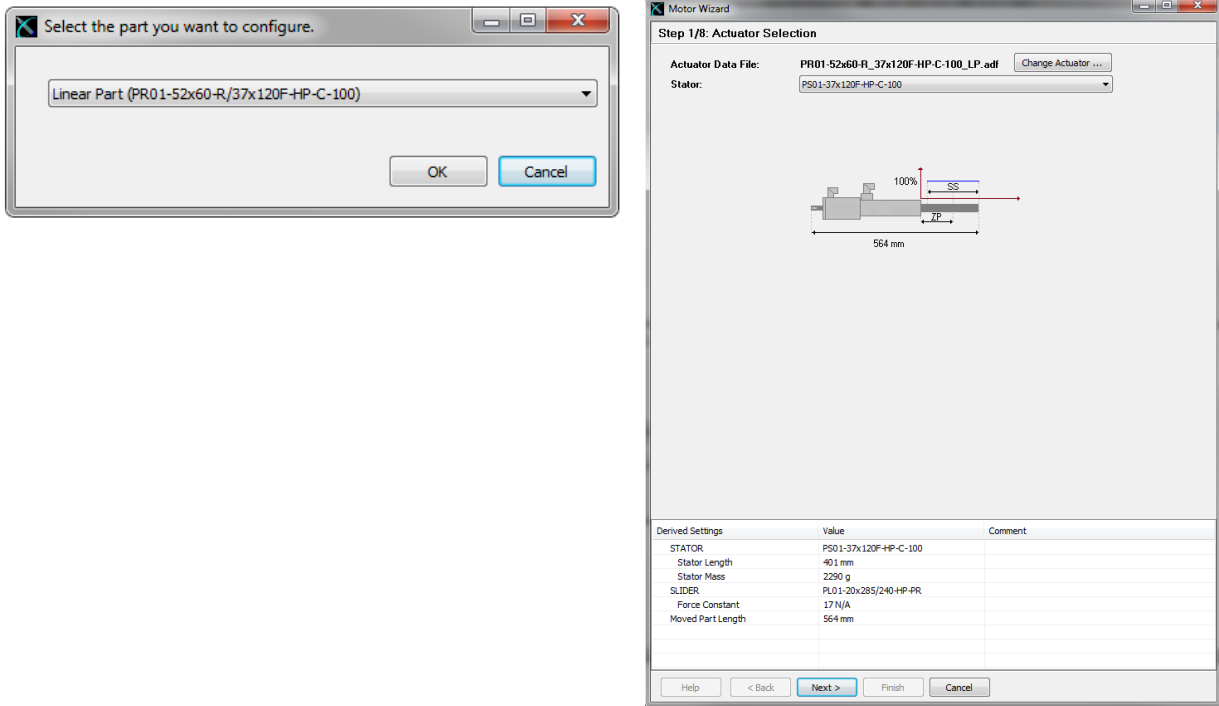 Select the part you want to configure.
Linear Part (PR01-52x60-R/37x120F-HP-C-100)
OK Cancel
Motor Wizard
Step 1/8: Actuator Selection
Actuator Data File: PR01-52x60-R_37x120F-HP-C-100_LP.adf Change Actuator ...
Stator: PS01-37x120F-HP-C-100
100% SS
ZP
564 mm
Derived Settings Value Comment
STATOR PS01-37x120F-HP-C-100
Stator Length 401 mm
Stator Mass 2290 g
SLIDER PL01-20x285/240-HP-PR
Force Constant 17 N/A
Moved Part Length 564 mm
Help < Back Next > Finish Cancel